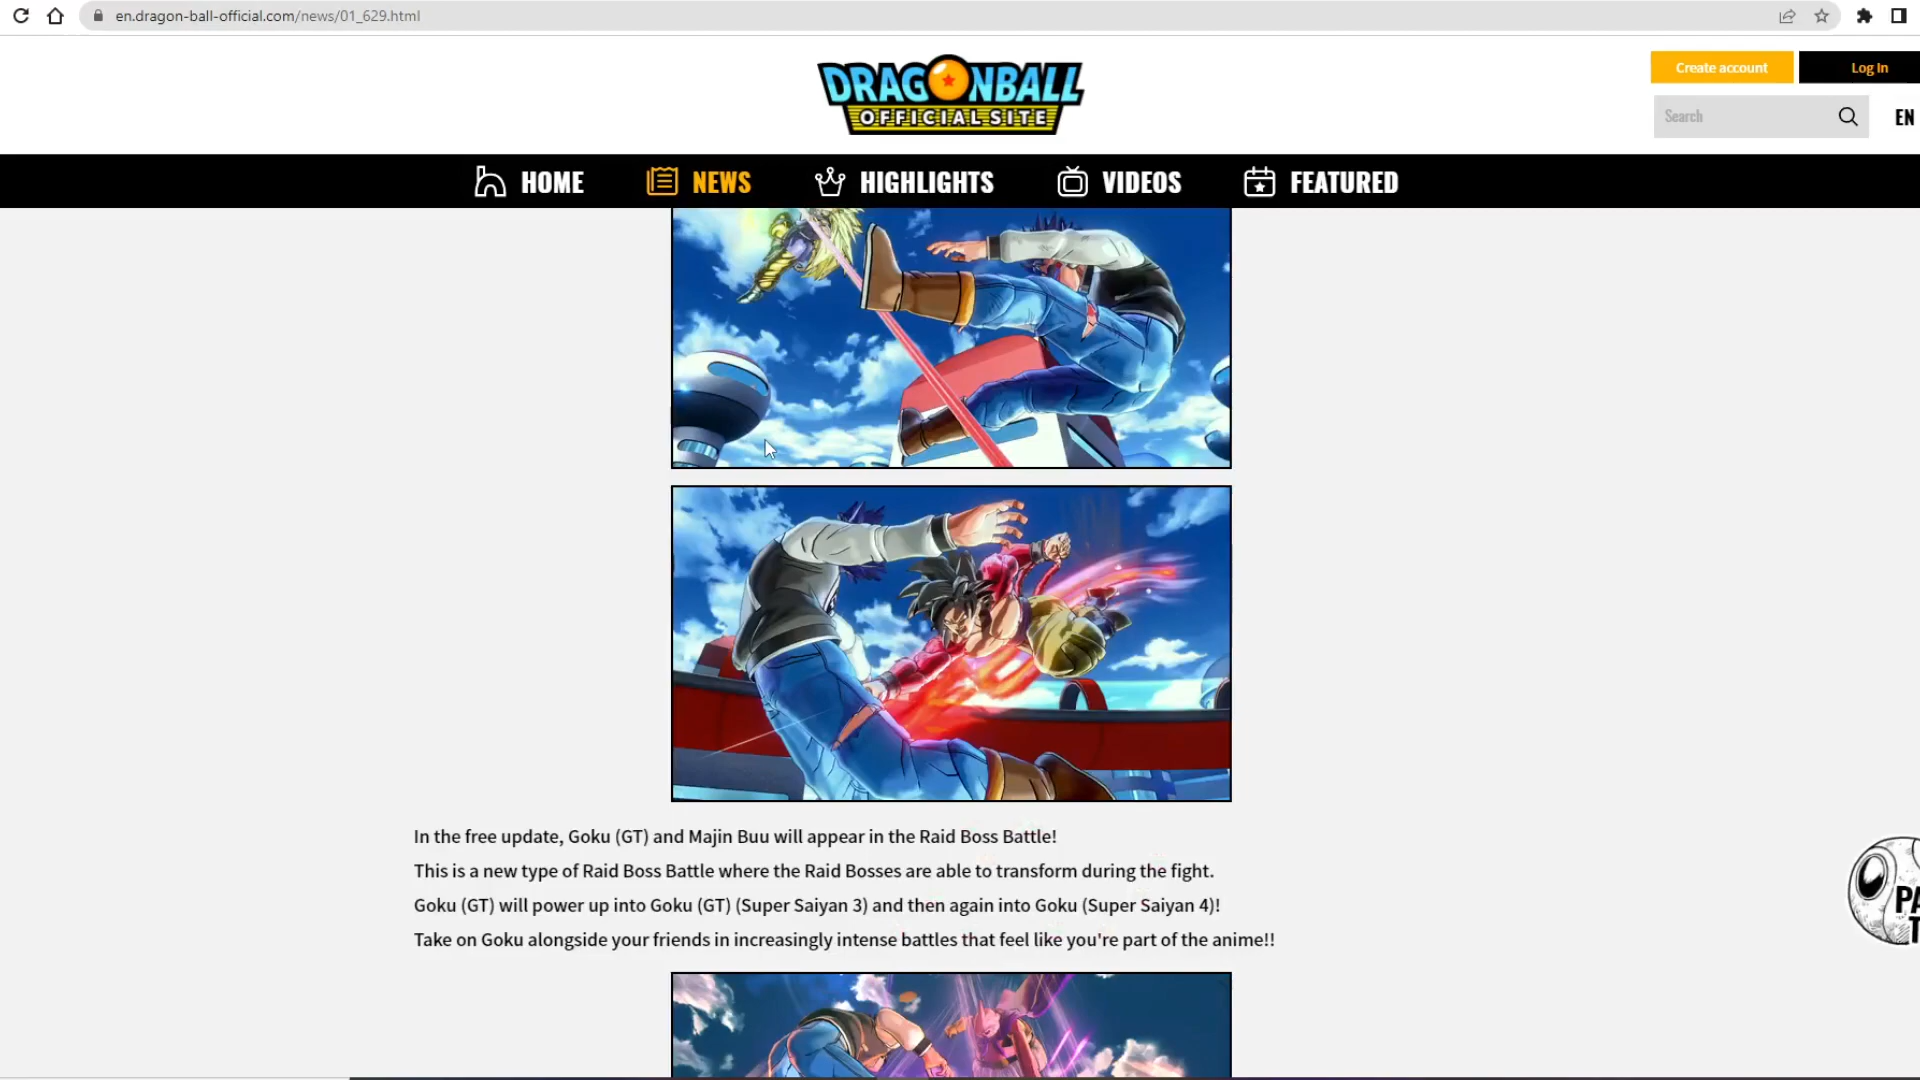 en.dragon-ball-official.com/news/01_629.html
DRAGONBALL
OFFICIAL SITE
Create account
Log In
Search
EN
HOME
NEWS
HIGHLIGHTS
VIDEOS
FEATURED
In the free update, Goku (GT) and Majin Buu will appear in the Raid Boss Battle!
This is a new type of Raid Boss Battle where the Raid Bosses are able to transform during the fight.
Goku (GT) will power up into Goku (GT) (Super Saiyan 3) and then again into Goku (Super Saiyan 4)!
Take on Goku alongside your friends in increasingly intense battles that feel like you're part of the anime!!